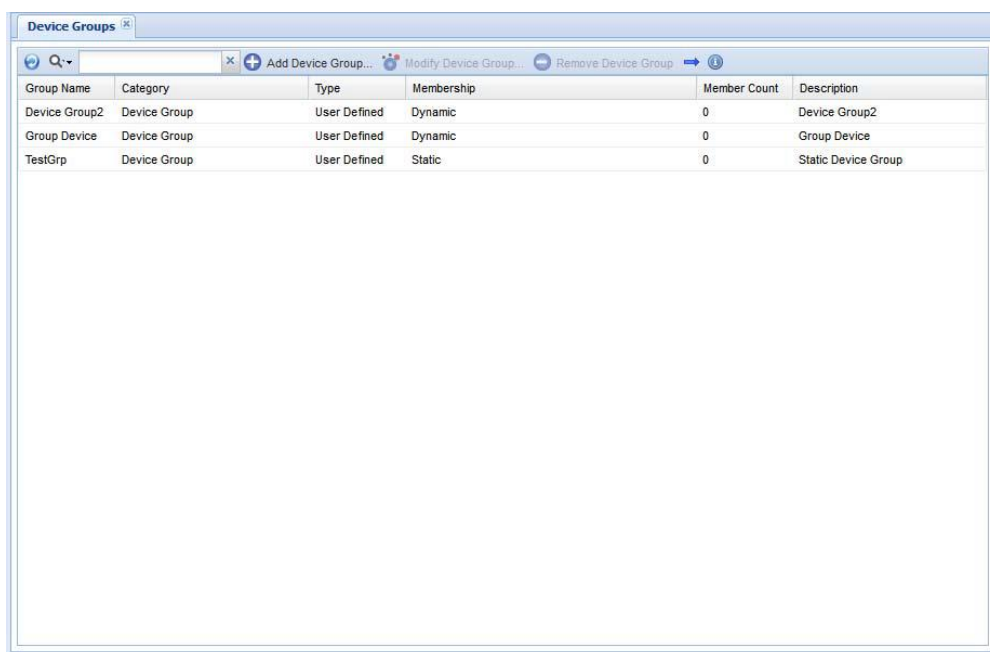 Device Groups
Add Device Group... Modify Device Group... Remove Device Group
Group Name Category Type Membership Member Count Description
Device Group2 Device Group User Defined Dynamic 0 Device Group2
Group Device Device Group User Defined Dynamic 0 Group Device
TestGrp Device Group User Defined Static 0 Static Device Group